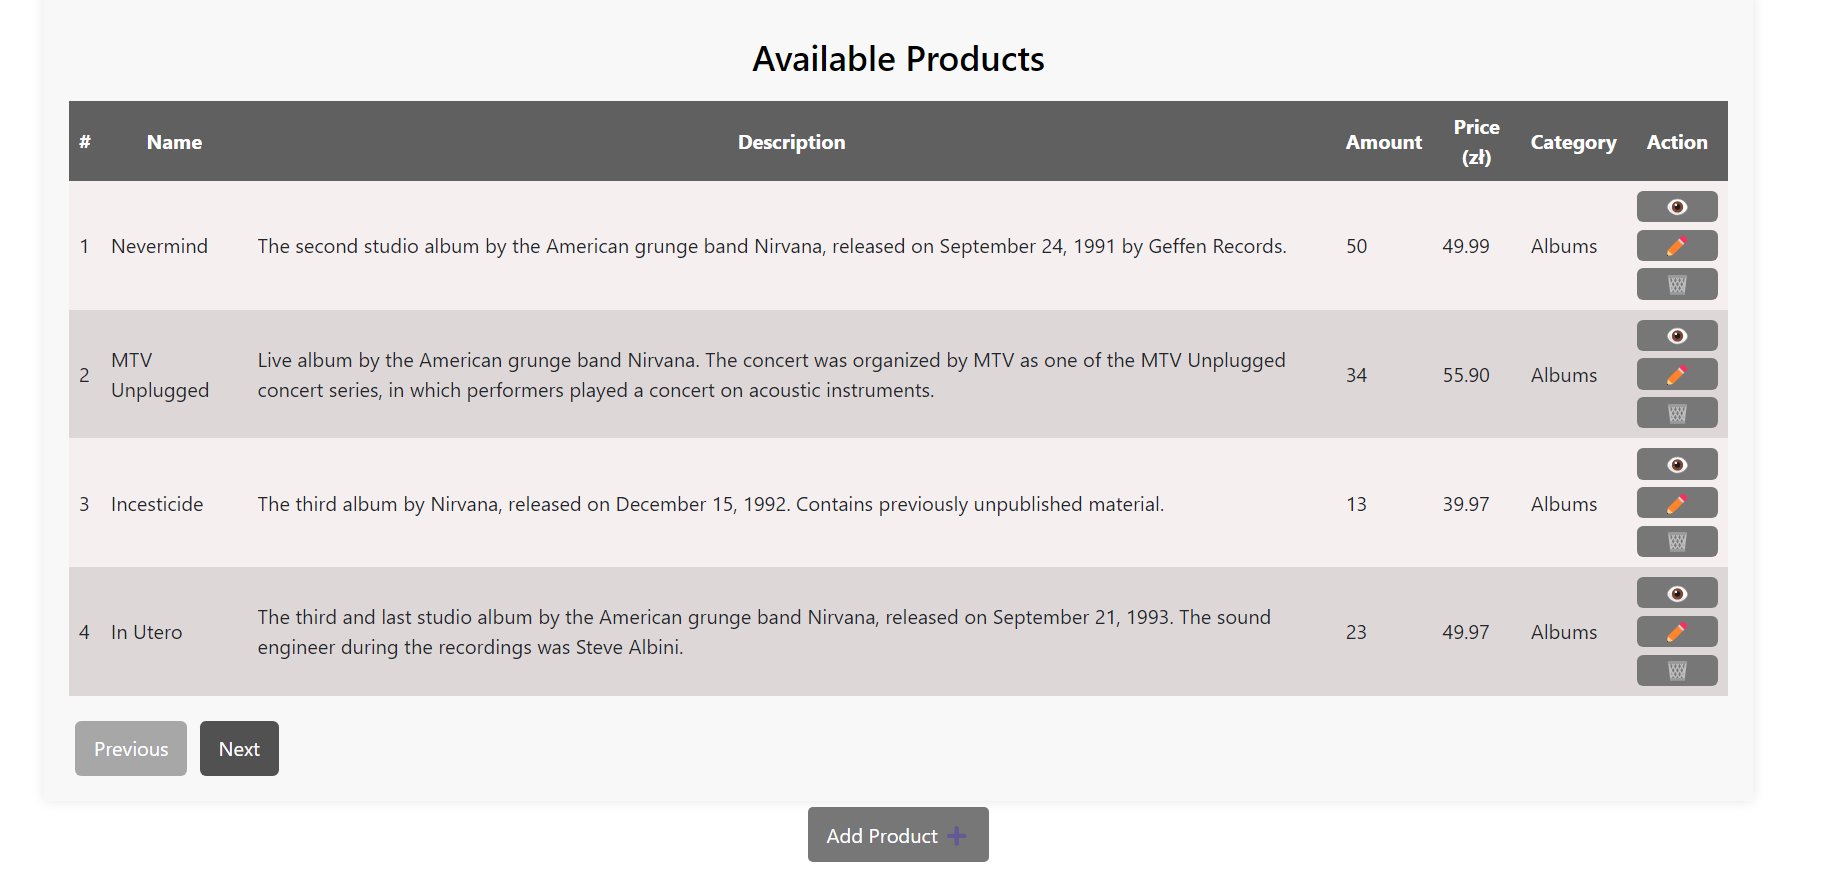 Available Products
# Name Description Amount Price (zł) Category Action
1 Nevermind The second studio album by the American grunge band Nirvana, released on September 24, 1991 by Geffen Records. 50 49.99 Albums
2 MTV Unplugged Live album by the American grunge band Nirvana. The concert was organized by MTV as one of the MTV Unplugged
concert series, in which performers played a concert on acoustic instruments. 34 55.90 Albums
3 Incesticide The third album by Nirvana, released on December 15, 1992. Contains previously unpublished material. 13 39.97 Albums
4 In Utero The third and last studio album by the American grunge band Nirvana, released on September 21, 1993. The sound
engineer during the recordings was Steve Albini. 23 49.97 Albums
Previous Next
Add Product